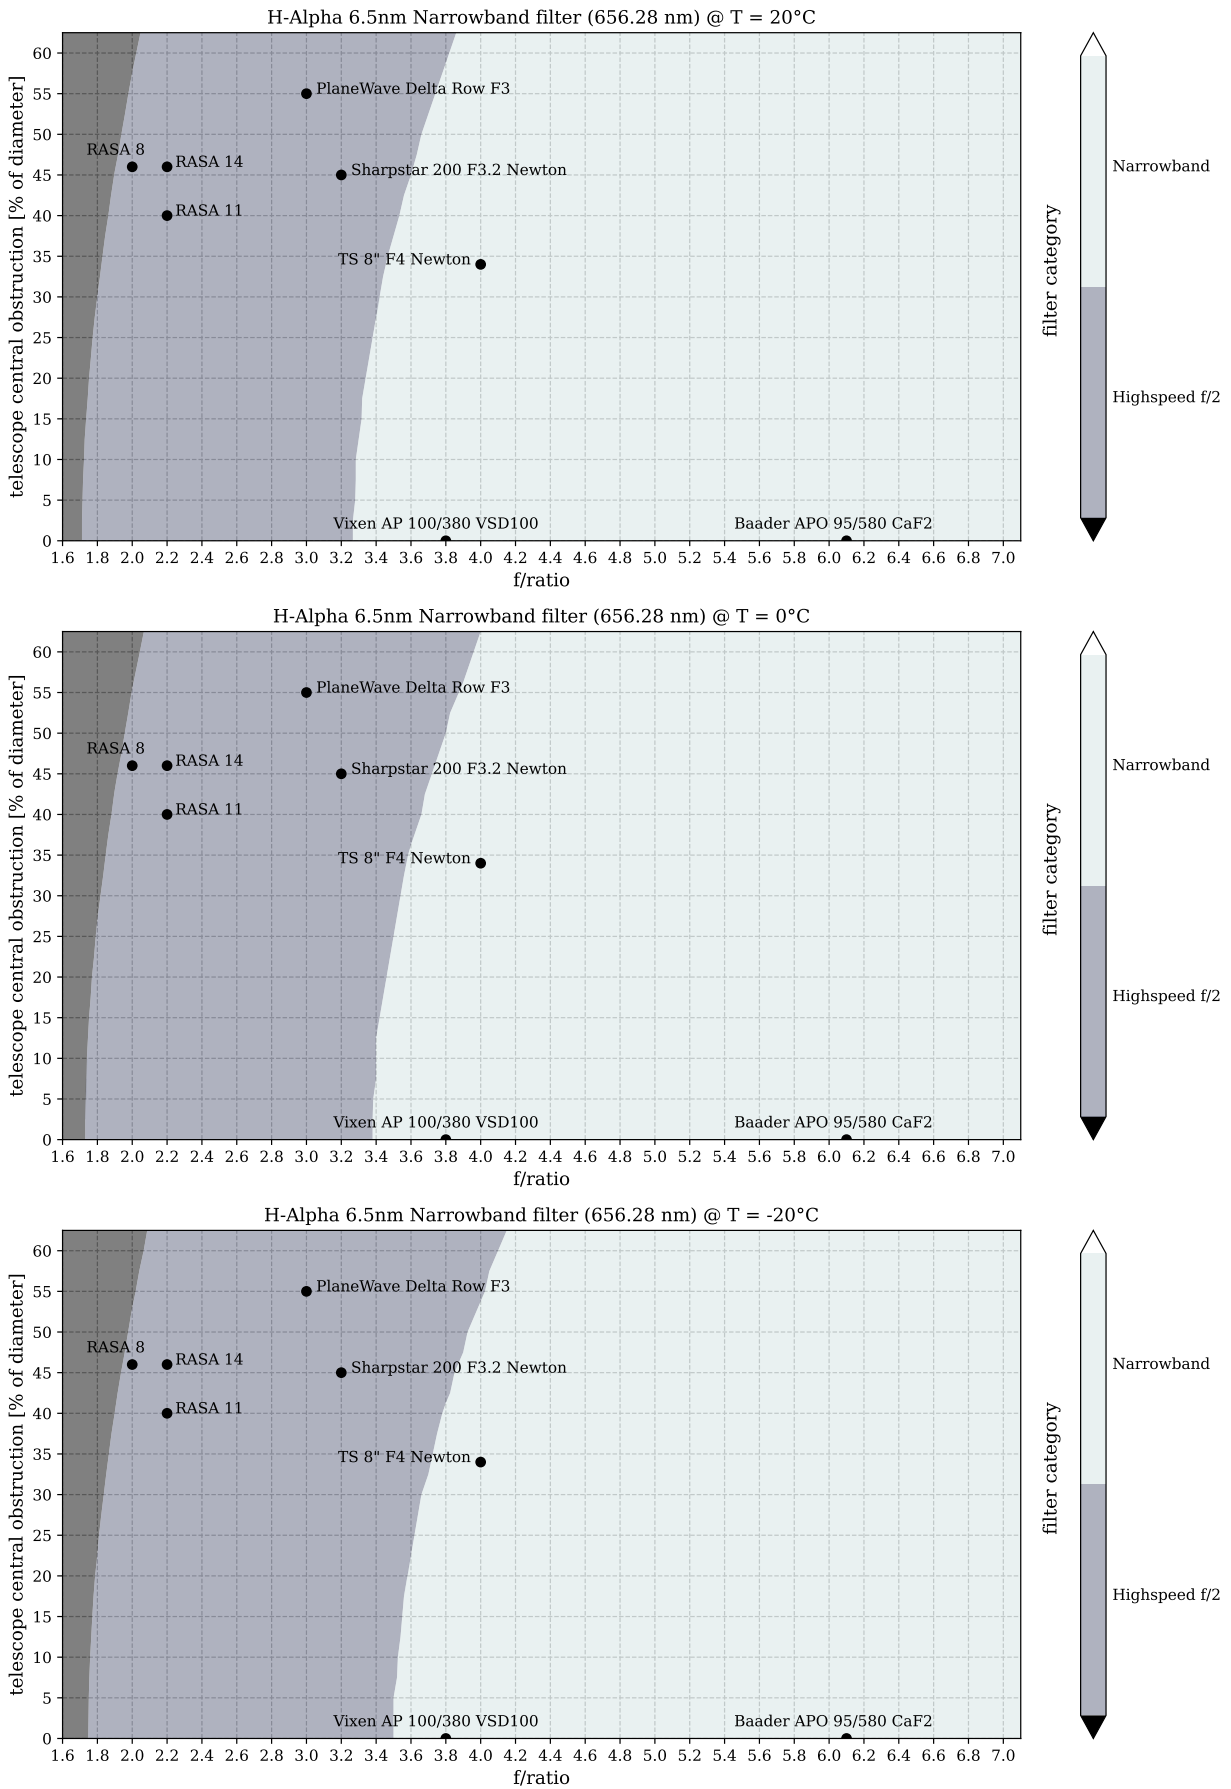 H-Alpha 6.5nm Narrowband filter (656.28 nm) @ T = 20°C
telescope central obstruction [% of diameter]
60
55
50
45
40
35
30
25
20
15
10
5
0
PlaneWave Delta Row F3
RASA 8
RASA 14
Sharpstar 200 F3.2 Newton
RASA 11
TS 8" F4 Newton
Vixen AP 100/380 VSD100
Baader APO 95/580 CaF2
1.6 1.8 2.0 2.2 2.4 2.6 2.8 3.0 3.2 3.4 3.6 3.8 4.0 4.2 4.4 4.6 4.8 5.0 5.2 5.4 5.6 5.8 6.0 6.2 6.4 6.6 6.8 7.0
f/ratio
filter category
Narrowband
Highspeed f/2
H-Alpha 6.5nm Narrowband filter (656.28 nm) @ T = 0°C
telescope central obstruction [% of diameter]
60
55
50
45
40
35
30
25
20
15
10
5
0
PlaneWave Delta Row F3
RASA 8
RASA 14
Sharpstar 200 F3.2 Newton
RASA 11
TS 8" F4 Newton
Vixen AP 100/380 VSD100
Baader APO 95/580 CaF2
1.6 1.8 2.0 2.2 2.4 2.6 2.8 3.0 3.2 3.4 3.6 3.8 4.0 4.2 4.4 4.6 4.8 5.0 5.2 5.4 5.6 5.8 6.0 6.2 6.4 6.6 6.8 7.0
f/ratio
filter category
Narrowband
Highspeed f/2
H-Alpha 6.5nm Narrowband filter (656.28 nm) @ T = -20°C
telescope central obstruction [% of diameter]
60
55
50
45
40
35
30
25
20
15
10
5
0
PlaneWave Delta Row F3
RASA 8
RASA 14
Sharpstar 200 F3.2 Newton
RASA 11
TS 8" F4 Newton
Vixen AP 100/380 VSD100
Baader APO 95/580 CaF2
1.6 1.8 2.0 2.2 2.4 2.6 2.8 3.0 3.2 3.4 3.6 3.8 4.0 4.2 4.4 4.6 4.8 5.0 5.2 5.4 5.6 5.8 6.0 6.2 6.4 6.6 6.8 7.0
f/ratio
filter category
Narrowband
Highspeed f/2